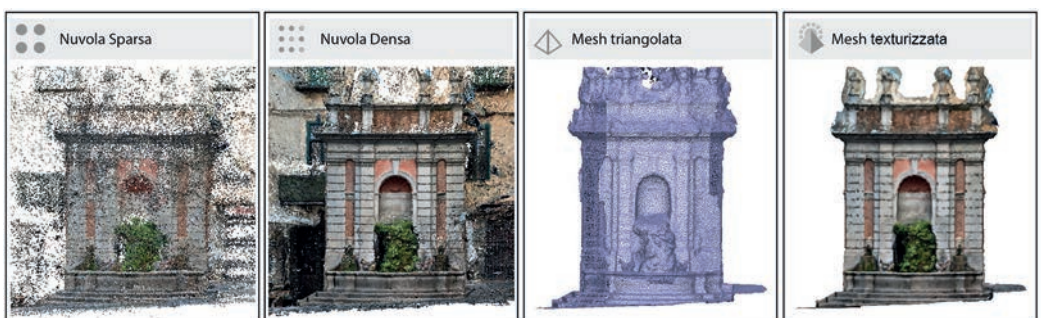 Nuvola Sparsa
Nuvola Densa
Mesh triangolata
Mesh texturizzata